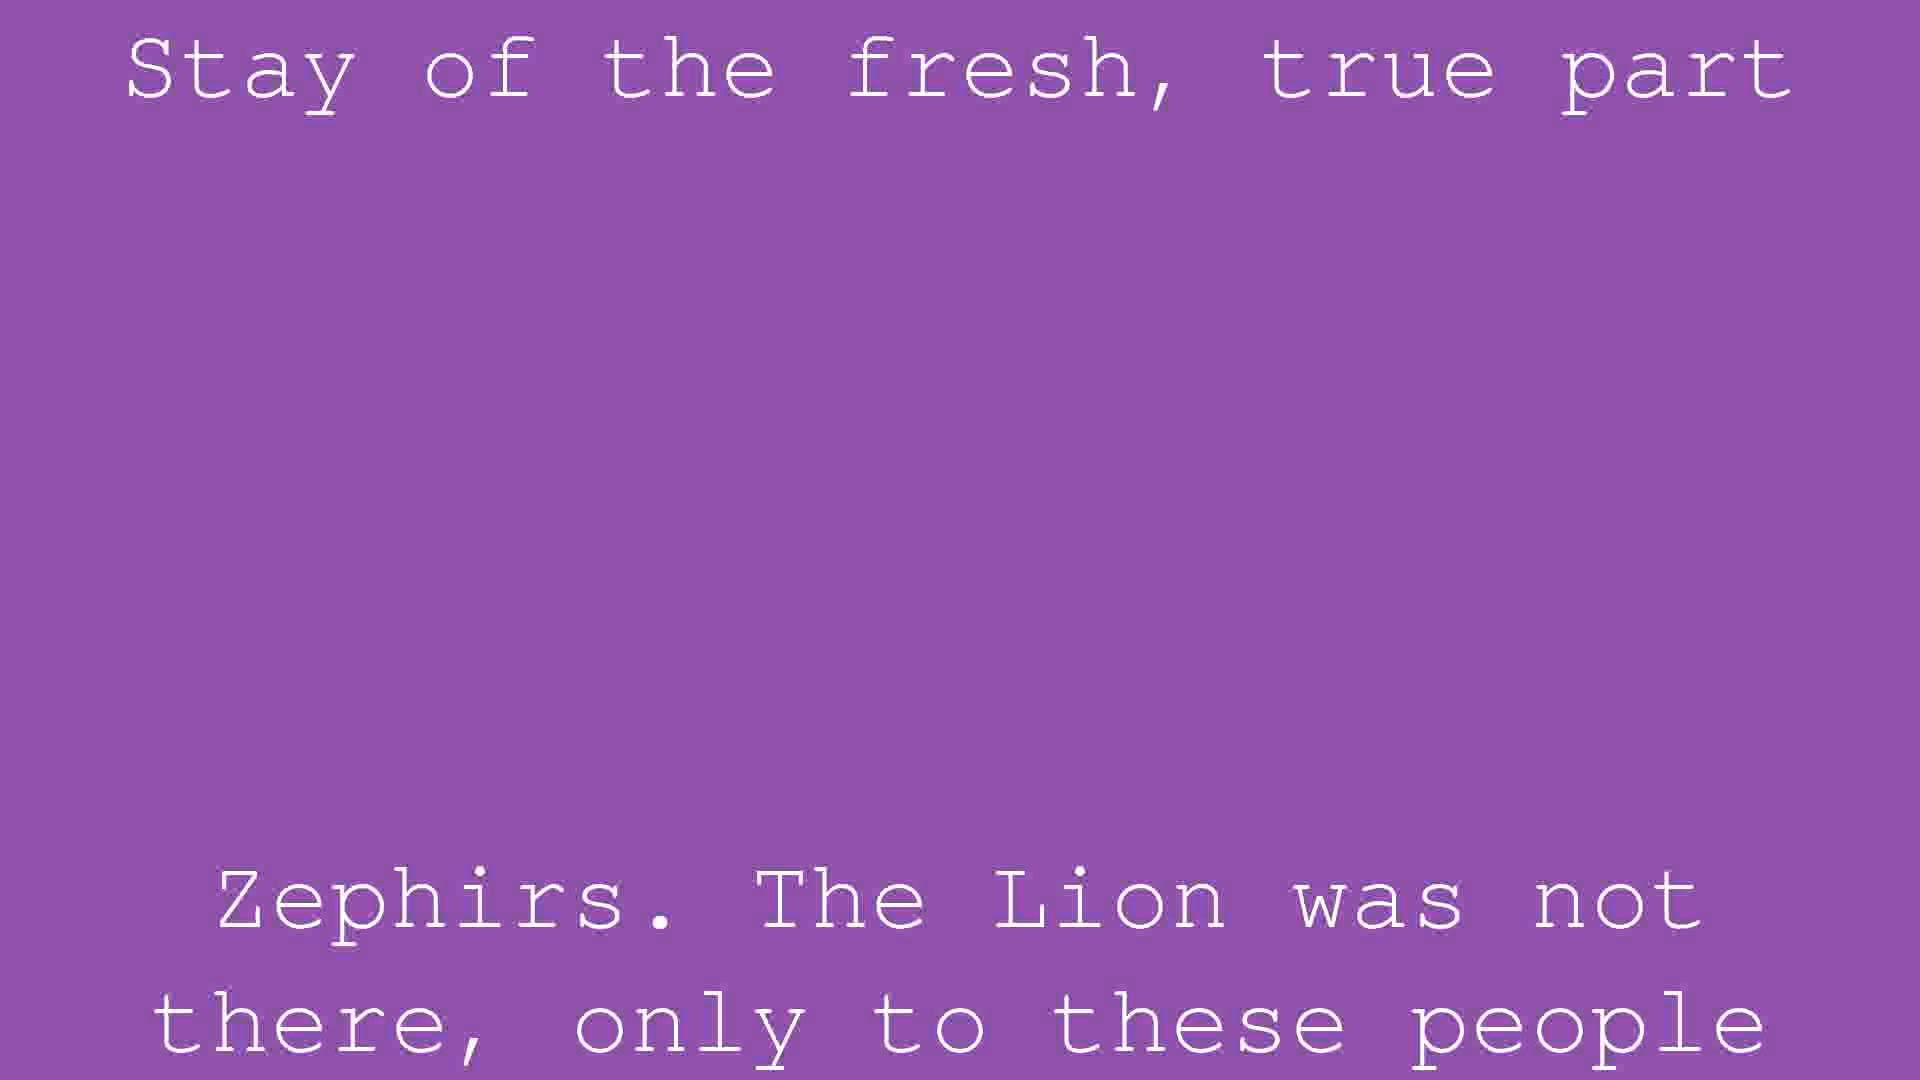 Stay of the fresh, true part
Zephirs. The Lion was not
there, only to these people